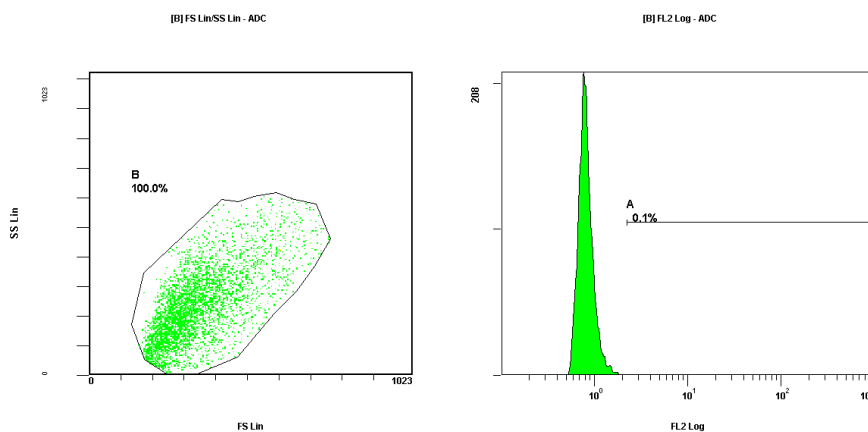 [B] FS Lin/SS Lin - ADC
1023
SS Lin
B
100.0%
0
0
1023
FS Lin
[B] FL2 Log - ADC
208
A
0.1%
10⁰
10¹
10²
FL2 Log